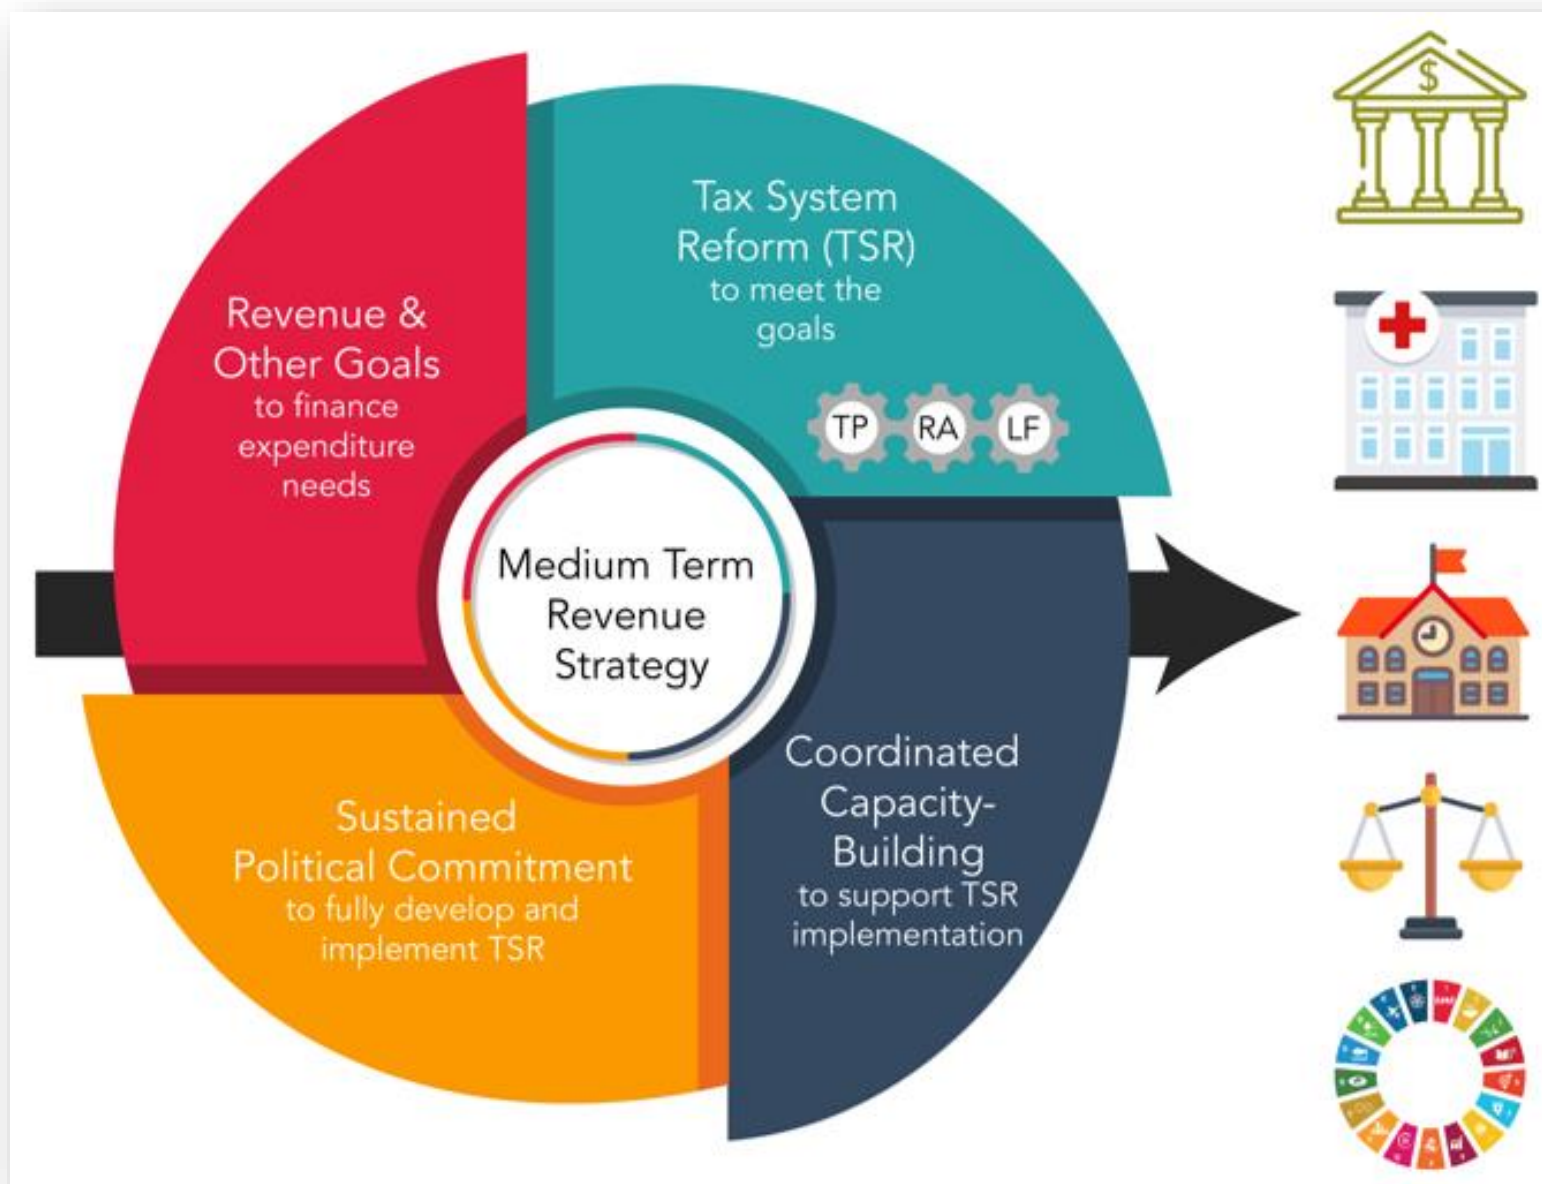 Revenue &
Other Goals
to finance
expenditure
needs
Tax System
Reform (TSR)
to meet the
goals
TP RA LF
Medium Term
Revenue
Strategy
Sustained
Political Commitment
to fully develop and
implement TSR
Coordinated
Capacity-
Building
to support TSR
implementation
$